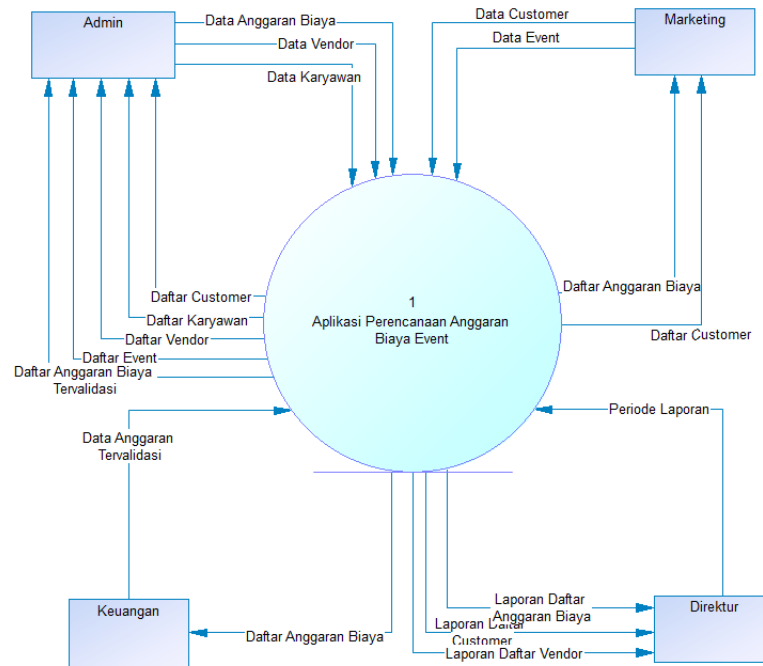 Admin
Data Anggaran Biaya
Data Vendor
Data Karyawan
Data Customer
Data Event
Marketing
Daftar Customer
Daftar Karyawan
Daftar Vendor
Daftar Event
Daftar Anggaran Biaya
Tervalidasi
1
Aplikasi Perencanaan Anggaran
Biaya Event
Daftar Anggaran Biaya
Daftar Customer
Data Anggaran
Tervalidasi
Periode Laporan
Keuangan
Daftar Anggaran Biaya
Laporan Daftar
Anggaran Biaya
Laporan Daftar
Customer
Laporan Daftar Vendor
Direktur